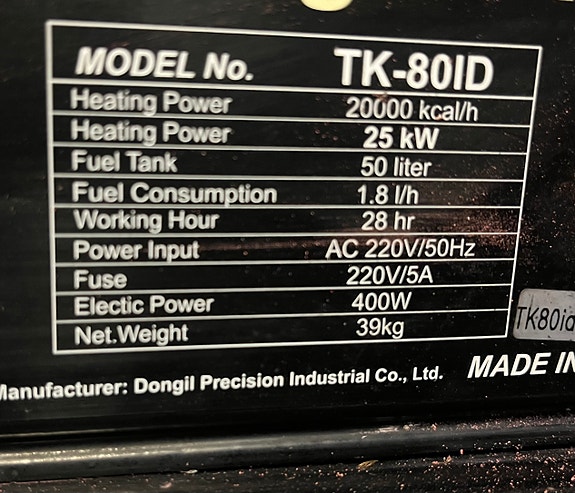 MODEL No. TK-80ID
Heating Power 20000 kcal/h
Heating Power 25 kW
Fuel Tank 50 liter
Fuel Consumption 1.8 l/h
Working Hour 28 hr
Power Input AC 220V/50Hz
Fuse 220V/5A
Electic Power 400W
Net.Weight 39kg
TK-80id
Manufacturer: Dongil Precision Industrial Co., Ltd. MADE IN